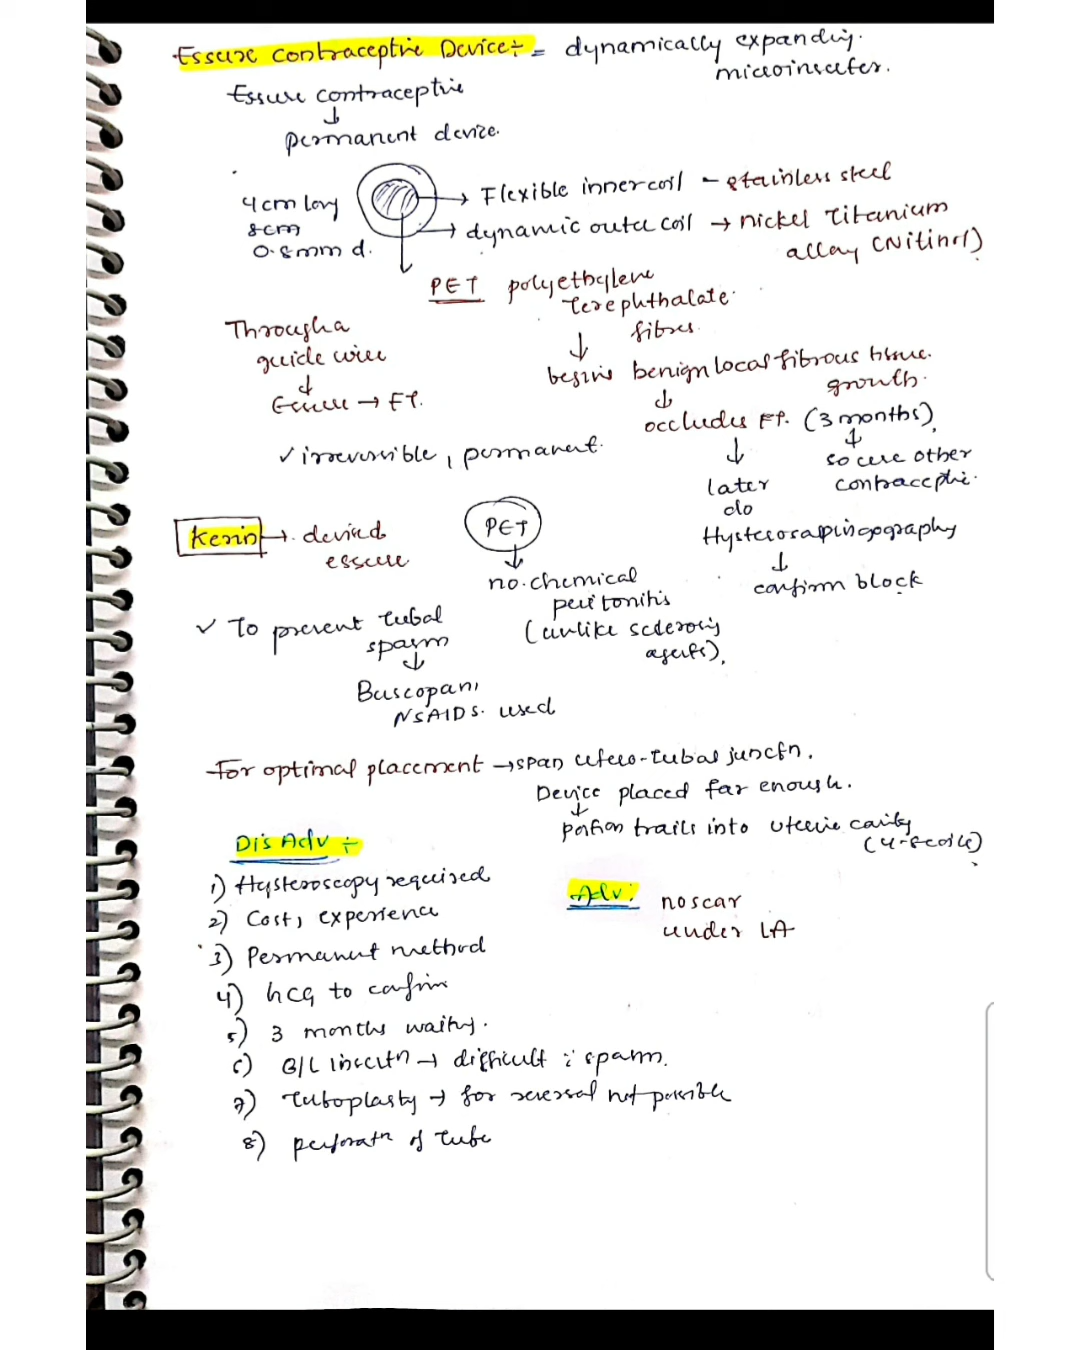 Essure contraceptive Device÷ = dynamically expanding
microinserter.
Essure contraceptive
↓
permanent device.
4cm long
8cm
0.8mm d.
→ Flexible inner coil - stainless steel
→ dynamic outer coil → nickel Titanium
alloy (Nitinol)
PET polyethylene
terephthalate
fibres.
Through a
guide wire
↓
Essure → FT.
↓
benign local fibrous tissue
growth.
↓
occludes FT. (3 months)
✓ irreversible, permanent.
↓
later
do
Hysterosalpingography
↓
confirm block
↓
so use other
contraceptic.
Kerin → devised
essure
PET
↓
no chemical
peritonitis
(unlike sclerosing
agents).
✓ To prevent tubal
spasm
↓
Buscopan,
NSAIDS. used
For optimal placement → span utero-tubal junctn.
Device placed far enough.
↓
portion trails into uterine cavity
(4-8 coils)
Dis Adv ÷
1) Hysteroscopy required
2) Cost, experience
3) Permanent method
4) hCG to confirm
5) 3 months waiting.
6) B/L insertn → difficult ∵ spasm.
7) Tuboplasty → for reversal not possible
8) perforatn of tube
Adv: no scar
under LA